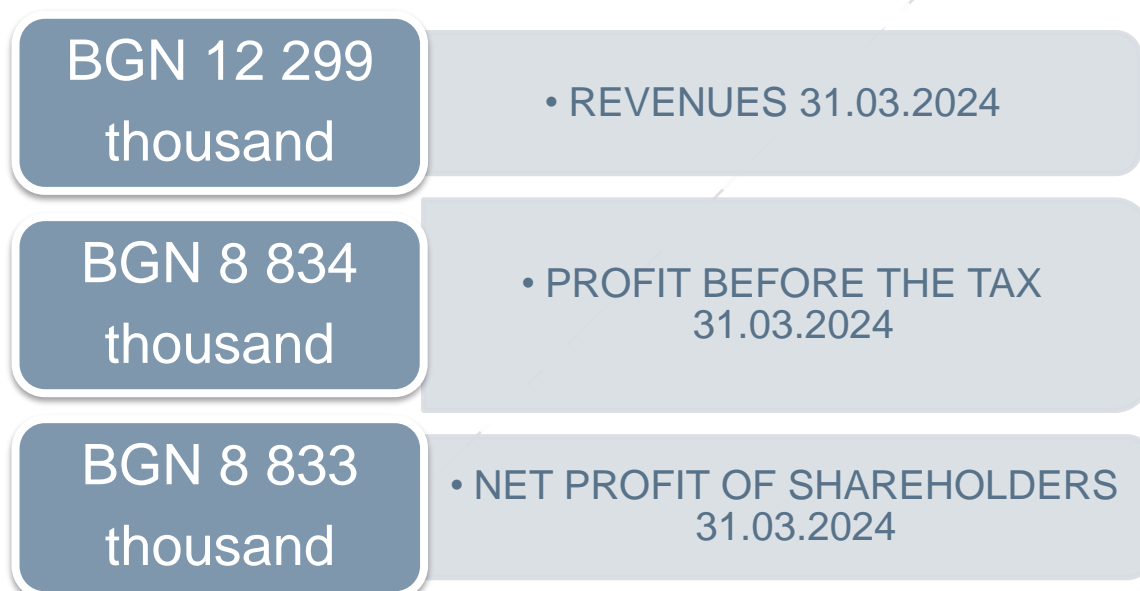 BGN 12 299
thousand
• REVENUES 31.03.2024
BGN 8 834
thousand
• PROFIT BEFORE THE TAX
31.03.2024
BGN 8 833
thousand
• NET PROFIT OF SHAREHOLDERS
31.03.2024